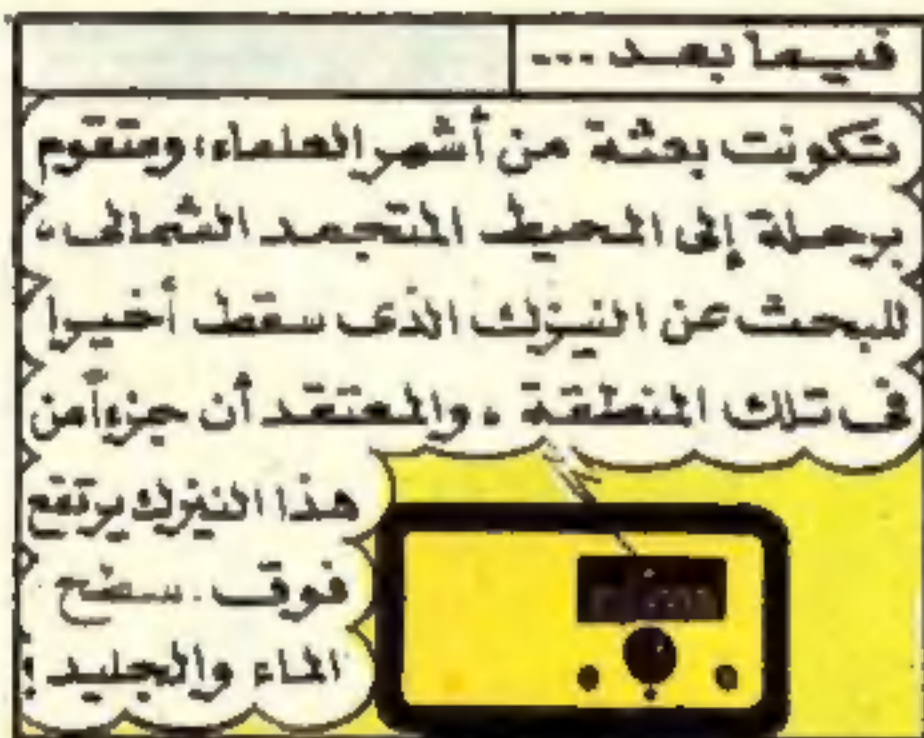 فيما بعد ...
تكونت بعثة من أشهر العلماء، وستقوم
برحلة إلى المحيط المتجمد الشمالى،
للبحث عن النيزك الذى سقط أخيرا
فى تلك المنطقة، والمعتقد أن جزءاً من
هذا النيزك يرتفع
فوق سطح
الماء والجليد !